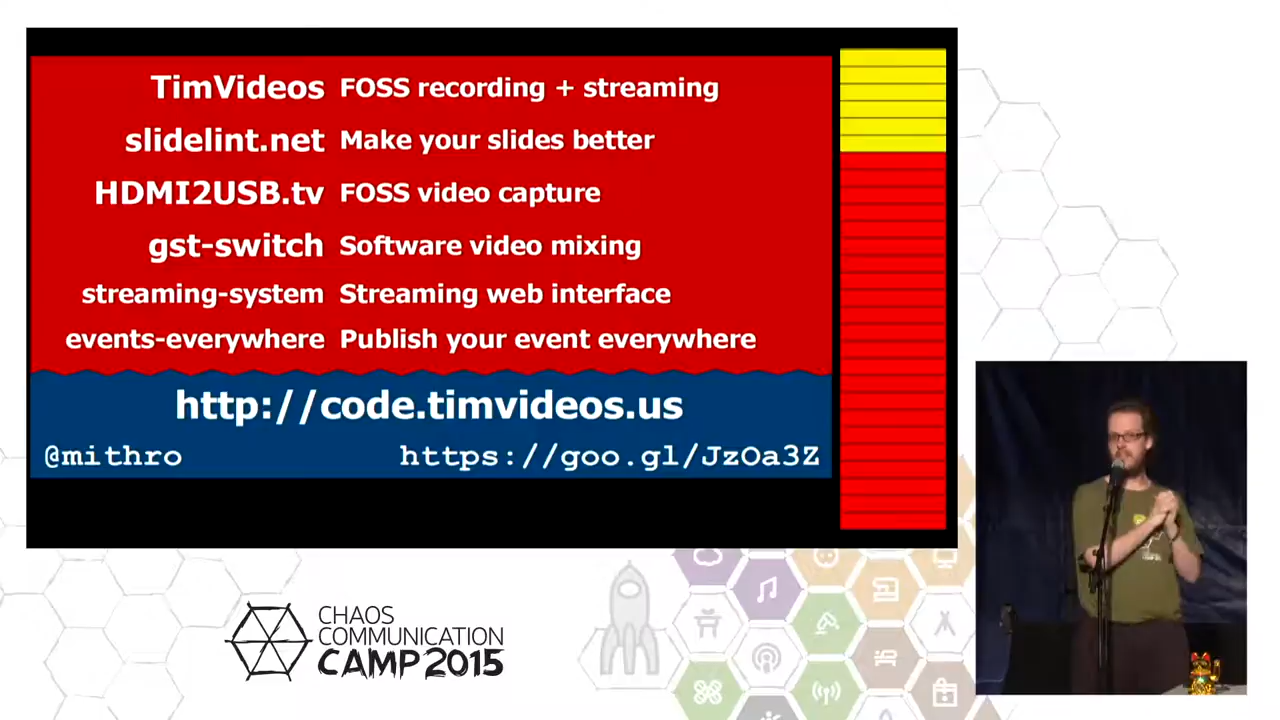 TimVideos FOSS recording + streaming
slidelint.net Make your slides better
HDMI2USB.tv FOSS video capture
gst-switch Software video mixing
streaming-system Streaming web interface
events-everywhere Publish your event everywhere
http://code.timvideos.us
@mithro https://goo.gl/JzOa3Z
CHAOS
COMMUNICATION
CAMP 2015